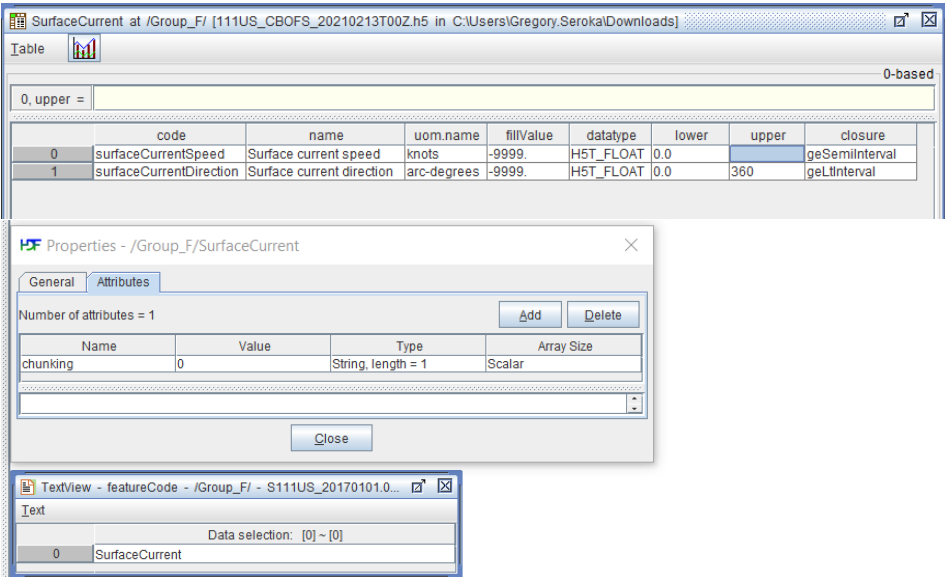 SurfaceCurrent at /Group_F/ [111US_CBOFS_20210213T00Z.h5 in C:\Users\Gregory.Seroka\Downloads]
Table
0-based
0, upper =
code name uom.name fillValue datatype lower upper closure
0 surfaceCurrentSpeed Surface current speed knots -9999. H5T_FLOAT 0.0 geSemiInterval
1 surfaceCurrentDirection Surface current direction arc-degrees -9999. H5T_FLOAT 0.0 360 geLtInterval
HDF Properties - /Group_F/SurfaceCurrent
General Attributes
Number of attributes = 1 Add Delete
Name Value Type Array Size
chunking 0 String, length = 1 Scalar
Close
TextView - featureCode - /Group_F/ - S111US_20170101.0...
Text
Data selection: [0] ~ [0]
0 SurfaceCurrent